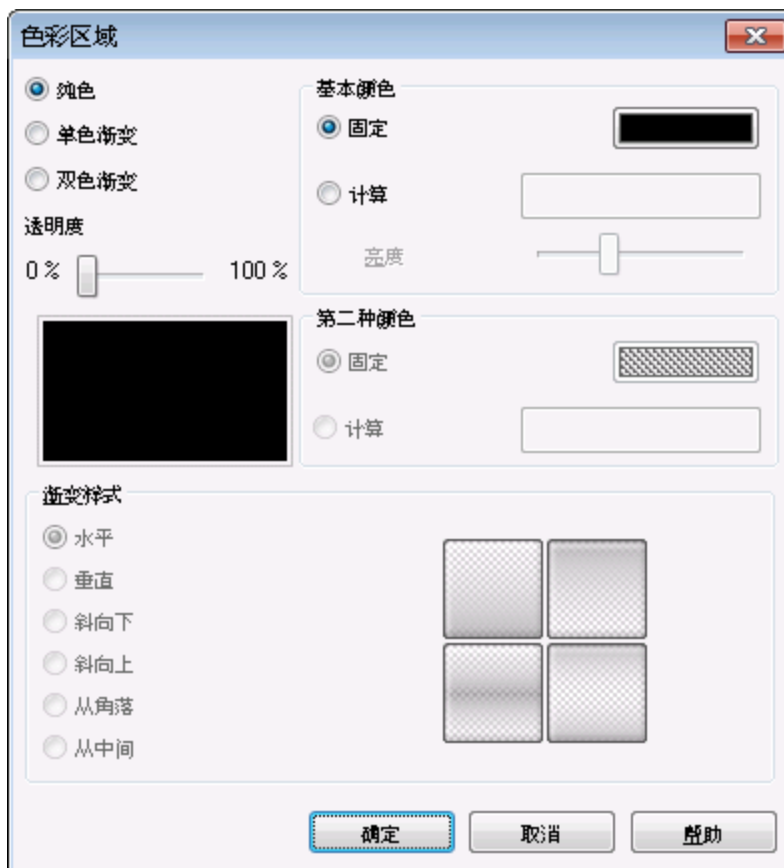 色彩区域
纯色
单色渐变
双色渐变
透明度
0 % 100 %
基本颜色
固定
计算
亮度
第二种颜色
固定
计算
渐变样式
水平
垂直
斜向下
斜向上
从角落
从中间
确定 取消 帮助